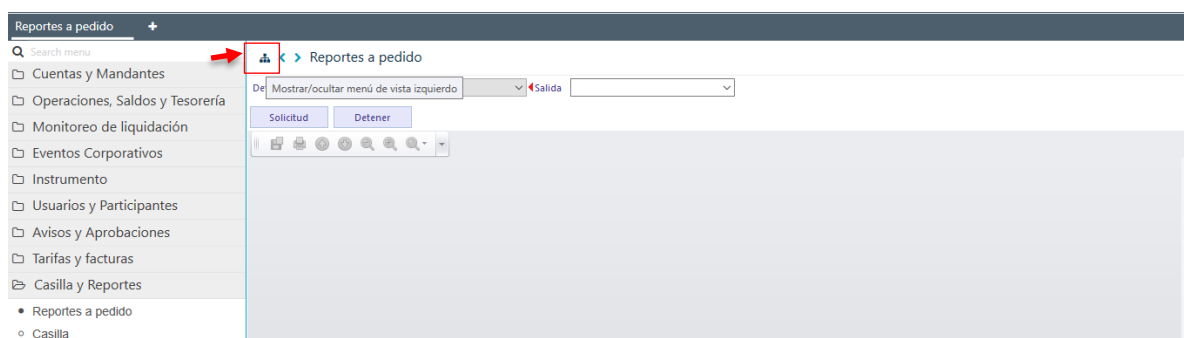 Reportes a pedido
Search menu
Cuentas y Mandantes
Operaciones, Saldos y Tesorería
Monitoreo de liquidación
Eventos Corporativos
Instrumento
Usuarios y Participantes
Avisos y Aprobaciones
Tarifas y facturas
Casilla y Reportes
Reportes a pedido
Casilla
Reportes a pedido
De
Mostrar/ocultar menú de vista izquierdo
Salida
Solicitud Detener